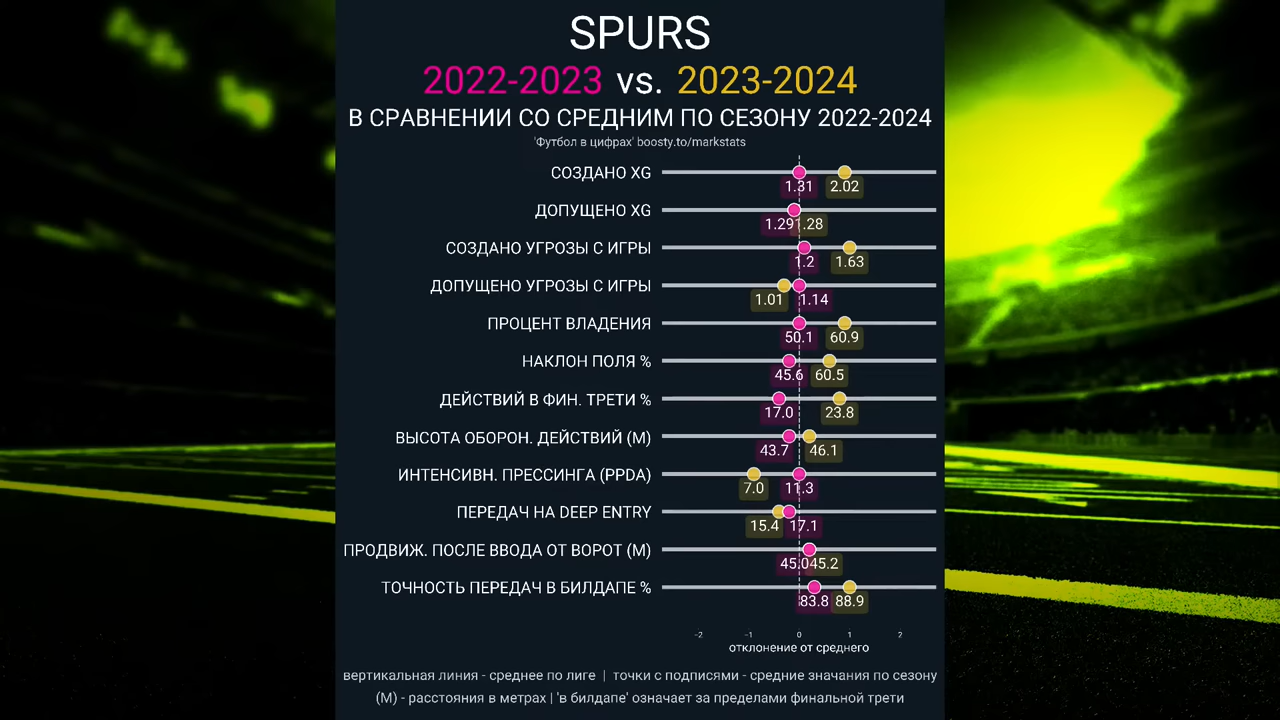 SPURS
2022-2023 vs. 2023-2024
В СРАВНЕНИИ СО СРЕДНИМ ПО СЕЗОНУ 2022-2024
'Футбол в цифрах' boosty.to/markstats
СОЗДАНО XG
1.31 2.02
ДОПУЩЕНО XG
1.29 1.28
СОЗДАНО УГРОЗЫ С ИГРЫ
1.2 1.63
ДОПУЩЕНО УГРОЗЫ С ИГРЫ
1.01 1.14
ПРОЦЕНТ ВЛАДЕНИЯ
50.1 60.9
НАКЛОН ПОЛЯ %
45.6 60.5
ДЕЙСТВИЙ В ФИН. ТРЕТИ %
17.0 23.8
ВЫСОТА ОБОРОН. ДЕЙСТВИЙ (М)
43.7 46.1
ИНТЕНСИВН. ПРЕССИНГА (PPDA)
7.0 11.3
ПЕРЕДАЧ НА DEEP ENTRY
15.4 17.1
ПРОДВИЖ. ПОСЛЕ ВВОДА ОТ ВОРОТ (М)
45.0 45.2
ТОЧНОСТЬ ПЕРЕДАЧ В БИЛДАПЕ %
83.8 88.9
-2 -1 0 1 2
отклонение от среднего
вертикальная линия - среднее по лиге | точки с подписями - средние значания по сезону
(М) - расстояния в метрах | 'в билдапе' означает за пределами финальной трети